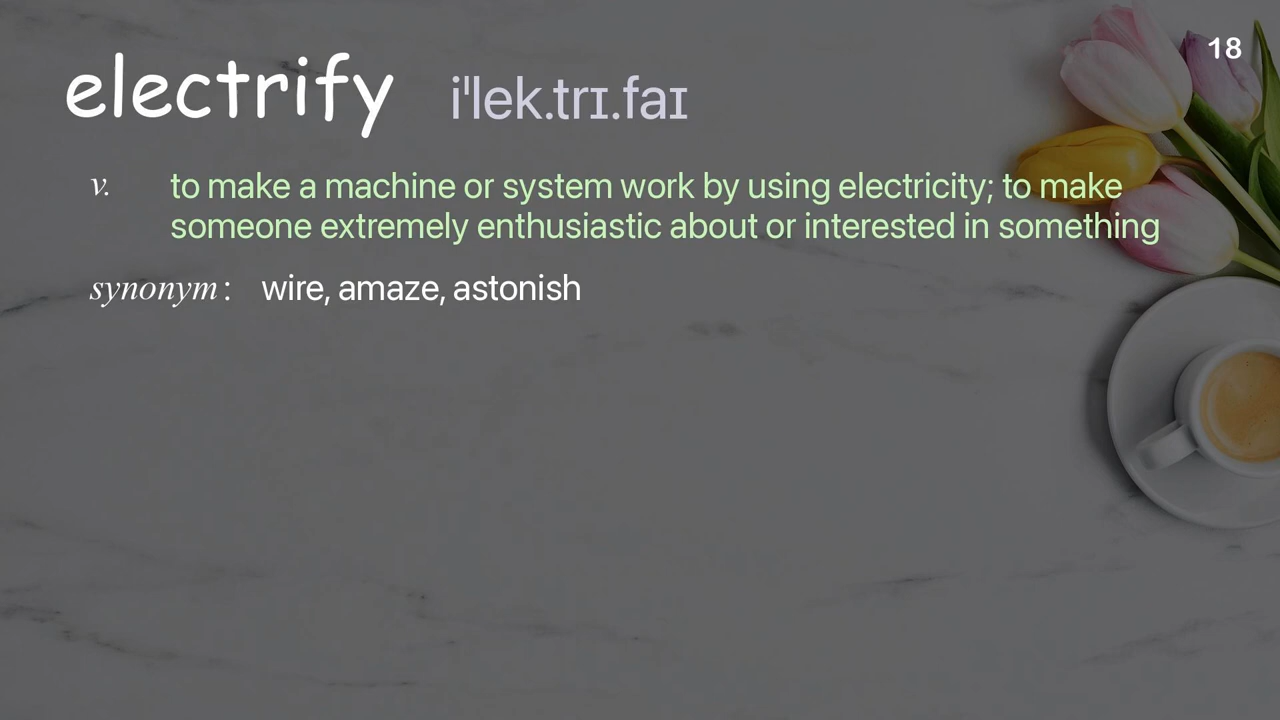 18
electrify iˈlek.trɪ.faɪ
v. to make a machine or system work by using electricity; to make
someone extremely enthusiastic about or interested in something
synonym: wire, amaze, astonish